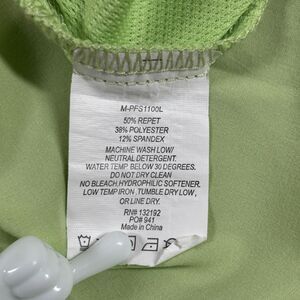 M-PFS1100L
50% REPET
38% POLYESTER
12% SPANDEX
MACHINE WASH LOW/
NEUTRAL DETERGENT.
WATER TEMP BELOW 30 DEGREES.
DO NOT DRY CLEAN
NO BLEACH,HYDROPHILIC SOFTENER.
LOW TEMP IRON ,TUMBLE DRY LOW ,
OR LINE DRY.
RN# 132192
PO# 941
Made in China